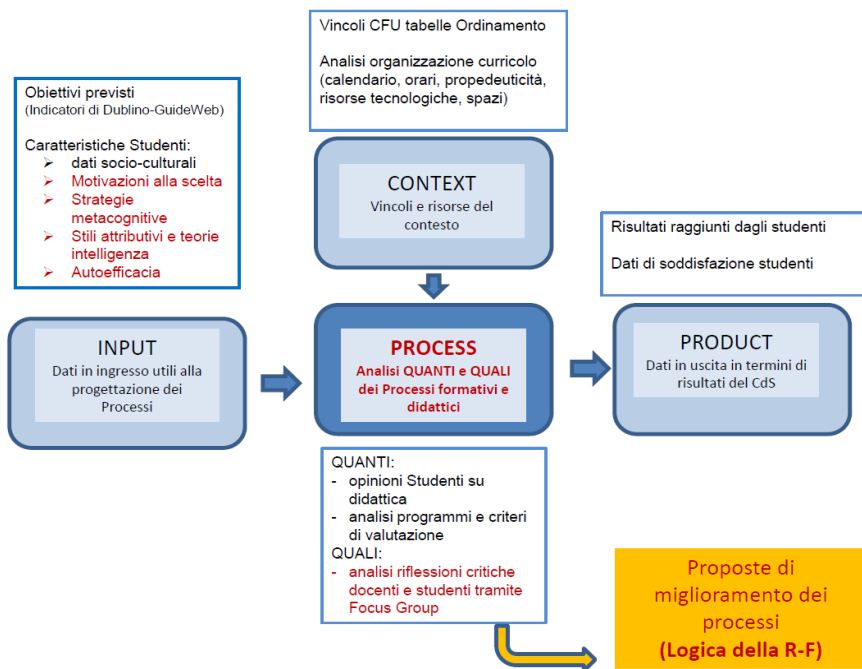 Vincoli CFU tabelle Ordinamento
Analisi organizzazione curricolo
(calendario, orari, propedeuticità,
risorse tecnologiche, spazi)
Obiettivi previsti
(Indicatori di Dublino-GuideWeb)
Caratteristiche Studenti:
➢ dati socio-culturali
➢ Motivazioni alla scelta
➢ Strategie
metacognitive
➢ Stili attributivi e teorie
intelligenza
➢ Autoefficacia
CONTEXT
Vincoli e risorse del
contesto
Risultati raggiunti dagli studenti
Dati di soddisfazione studenti
INPUT
Dati in ingresso utili alla
progettazione dei
Processi
PROCESS
Analisi QUANTI e QUALI
dei Processi formativi e
didattici
PRODUCT
Dati in uscita in termini di
risultati del CdS
QUANTI:
- opinioni Studenti su
didattica
- analisi programmi e criteri
di valutazione
QUALI:
- analisi riflessioni critiche
docenti e studenti tramite
Focus Group
Proposte di
miglioramento dei
processi
(Logica della R-F)